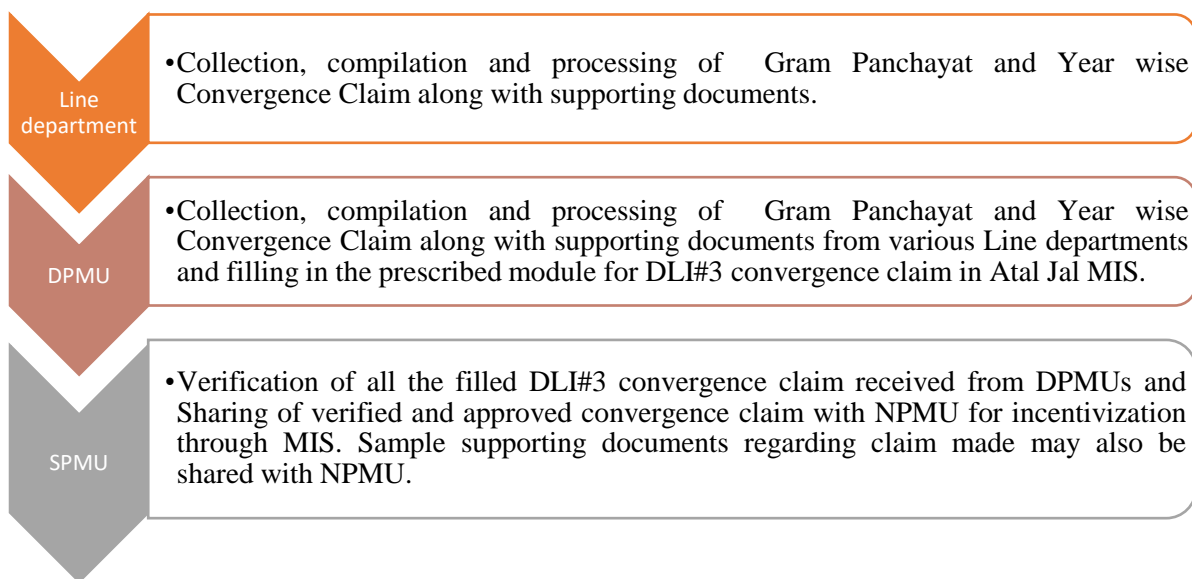 Line
department
•Collection, compilation and processing of Gram Panchayat and Year wise
Convergence Claim along with supporting documents.
DPMU
•Collection, compilation and processing of Gram Panchayat and Year wise
Convergence Claim along with supporting documents from various Line departments
and filling in the prescribed module for DLI#3 convergence claim in Atal Jal MIS.
SPMU
•Verification of all the filled DLI#3 convergence claim received from DPMUs and
Sharing of verified and approved convergence claim with NPMU for incentivization
through MIS. Sample supporting documents regarding claim made may also be
shared with NPMU.